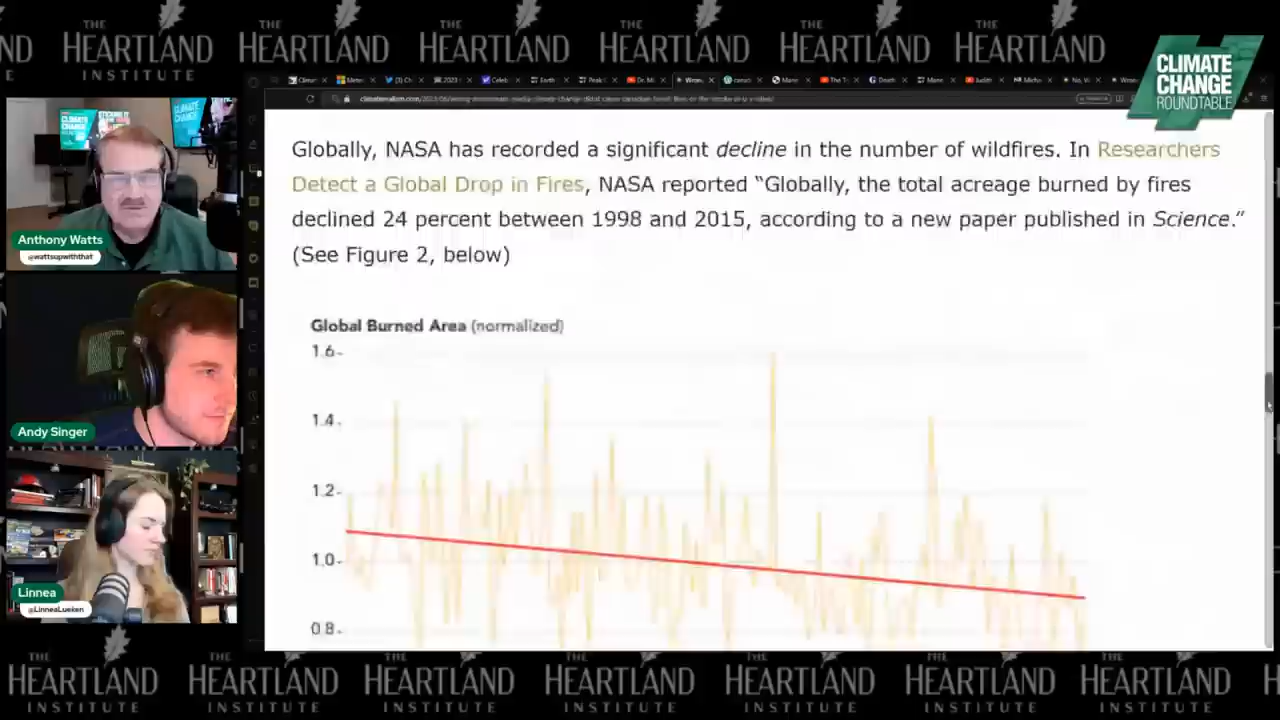 THE HEARTLAND INSTITUTE
CLIMATE CHANGE ROUNDTABLE
Globally, NASA has recorded a significant decline in the number of wildfires. In Researchers
Detect a Global Drop in Fires, NASA reported “Globally, the total acreage burned by fires
declined 24 percent between 1998 and 2015, according to a new paper published in Science.”
(See Figure 2, below)
Global Burned Area (normalized)
1.6
1.4
1.2
1.0
0.8
Anthony Watts
@wattsupwiththat
Andy Singer
Linnea
@LinneaLueken
THE HEARTLAND INSTITUTE